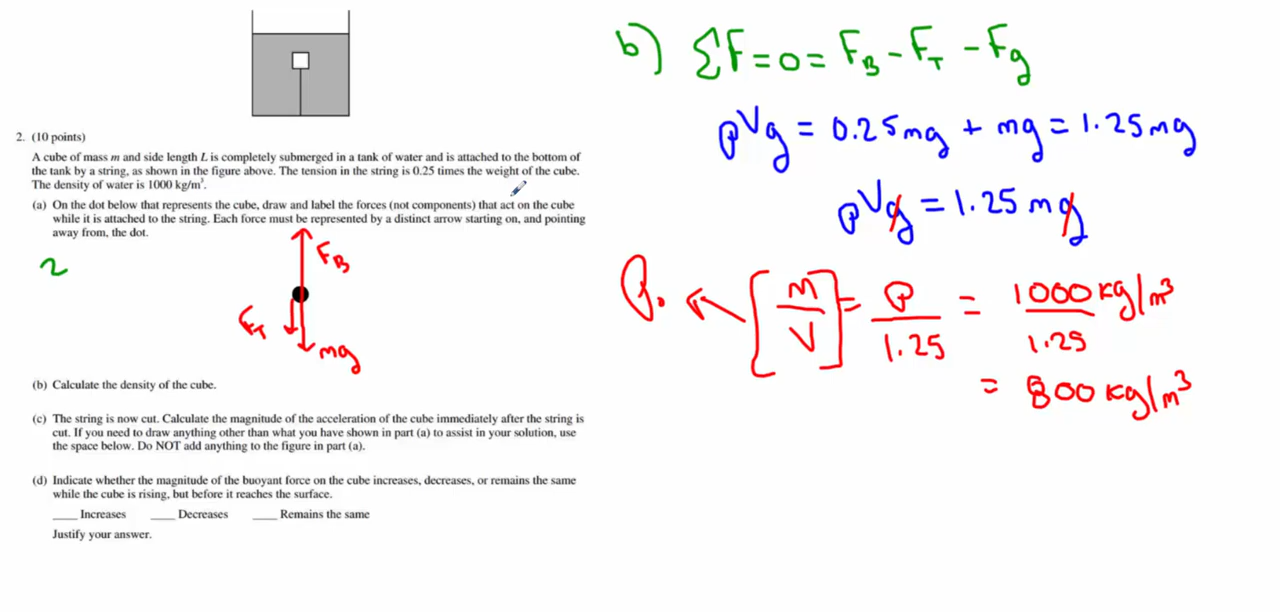 2. (10 points)
A cube of mass m and side length L is completely submerged in a tank of water and is attached to the bottom of
the tank by a string, as shown in the figure above. The tension in the string is 0.25 times the weight of the cube.
The density of water is 1000 kg/m³.
(a) On the dot below that represents the cube, draw and label the forces (not components) that act on the cube
while it is attached to the string. Each force must be represented by a distinct arrow starting on, and pointing
away from, the dot.
2
F_B
F_T
mg
(b) Calculate the density of the cube.
(c) The string is now cut. Calculate the magnitude of the acceleration of the cube immediately after the string is
cut. If you need to draw anything other than what you have shown in part (a) to assist in your solution, use
the space below. Do NOT add anything to the figure in part (a).
(d) Indicate whether the magnitude of the buoyant force on the cube increases, decreases, or remains the same
while the cube is rising, but before it reaches the surface.
____ Increases ____ Decreases ____ Remains the same
Justify your answer.
b) ΣF = 0 = F_B - F_T - F_g
ρVg = 0.25mg + mg = 1.25mg
ρVg = 1.25mg
[M/V] = ρ/1.25 = 1000 kg/m³/1.25
= 800 kg/m³